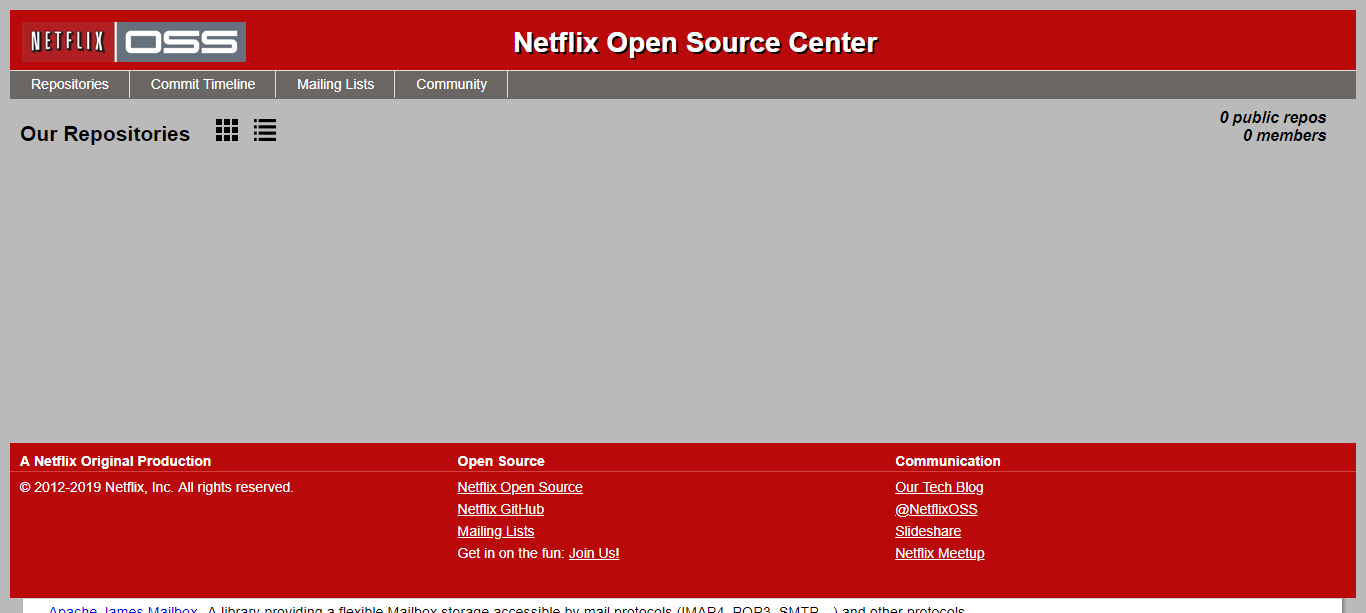 NETFLIX OSS
Netflix Open Source Center
Repositories Commit Timeline Mailing Lists Community
Our Repositories
0 public repos
0 members
A Netflix Original Production
© 2012-2019 Netflix, Inc. All rights reserved.
Open Source
Netflix Open Source
Netflix GitHub
Mailing Lists
Get in on the fun: Join Us!
Communication
Our Tech Blog
@NetflixOSS
Slideshare
Netflix Meetup
Apache James Mailbox A library providing a flexible Mailbox storage accessible by mail protocols (IMAP4, POP3, SMTP,...) and other protocols.